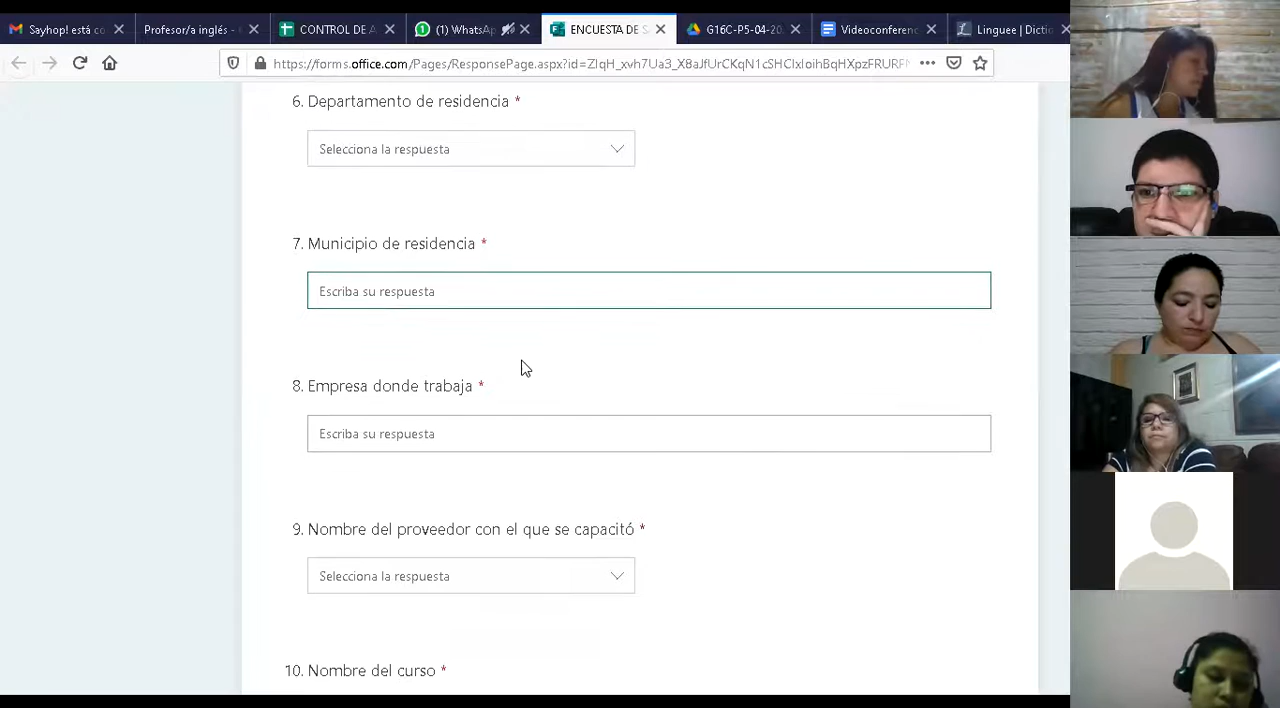 Sayhop! está co
Profesor/a inglés -
CONTROL DE A
(1) WhatsA
ENCUESTA DE S
G16C-P5-04-20
Videoconferenc
Linguee | Dictio
https://forms.office.com/Pages/ResponsePage.aspx?id=
6. Departamento de residencia *
Selecciona la respuesta
7. Municipio de residencia *
Escriba su respuesta
8. Empresa donde trabaja *
Escriba su respuesta
9. Nombre del proveedor con el que se capacitó *
Selecciona la respuesta
10. Nombre del curso *